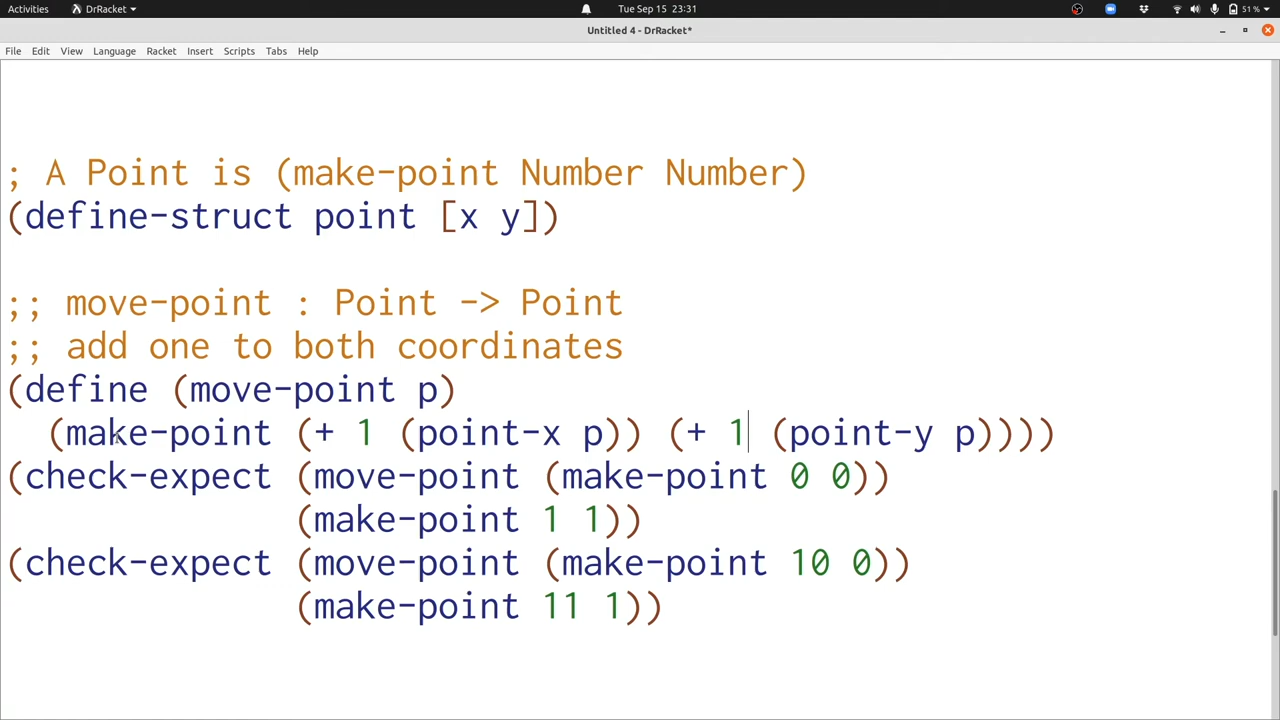 Activities DrRacket Tue Sep 15 23:31 51 %
Untitled 4 - DrRacket*
File Edit View Language Racket Insert Scripts Tabs Help
; A Point is (make-point Number Number)
(define-struct point [x y])
;; move-point : Point -> Point
;; add one to both coordinates
(define (move-point p)
(make-point (+ 1 (point-x p)) (+ 1 (point-y p))))
(check-expect (move-point (make-point 0 0))
(make-point 1 1))
(check-expect (move-point (make-point 10 0))
(make-point 11 1))